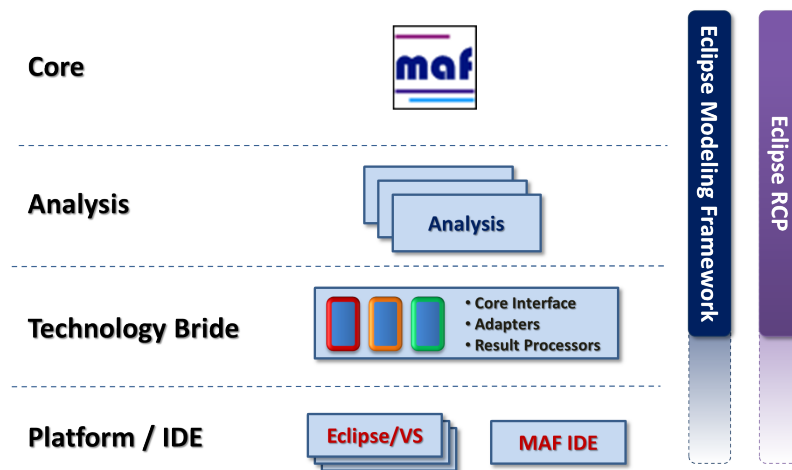 Core
maf
Analysis
Analysis
Technology Bride
• Core Interface
• Adapters
• Result Processors
Platform / IDE
Eclipse/VS
MAF IDE
Eclipse Modeling Framework
Eclipse RCP